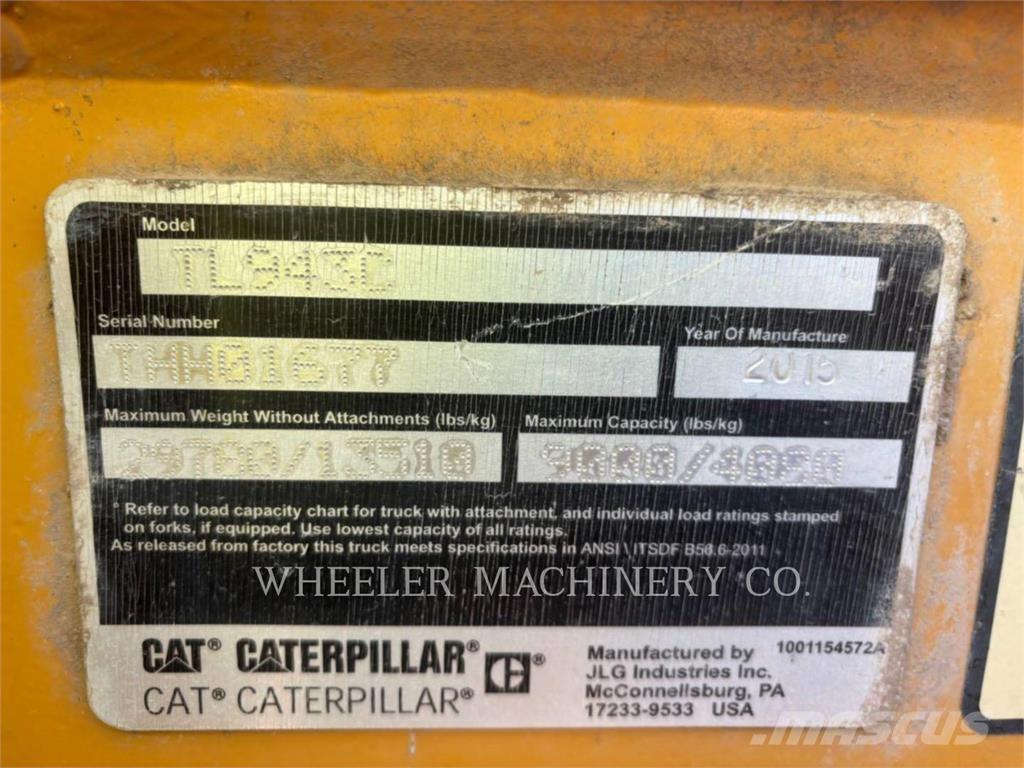 Model
TL943C
Serial Number
THH01677
Year Of Manufacture
2015
Maximum Weight Without Attachments (lbs/kg)
Maximum Capacity (lbs/kg)
29788/13510
9000/4080
* Refer to load capacity chart for truck with attachment, and individual load ratings stamped
on forks, if equipped. Use lowest capacity of all ratings.
As released from factory this truck meets specifications in ANSI \ ITSDF B56.6-2011
WHEELER MACHINERY CO.
CAT® CATERPILLAR® CE®
CAT® CATERPILLAR®
Manufactured by
JLG Industries Inc.
McConnellsburg, PA
17233-9533 USA
1001154572A
MASCUS